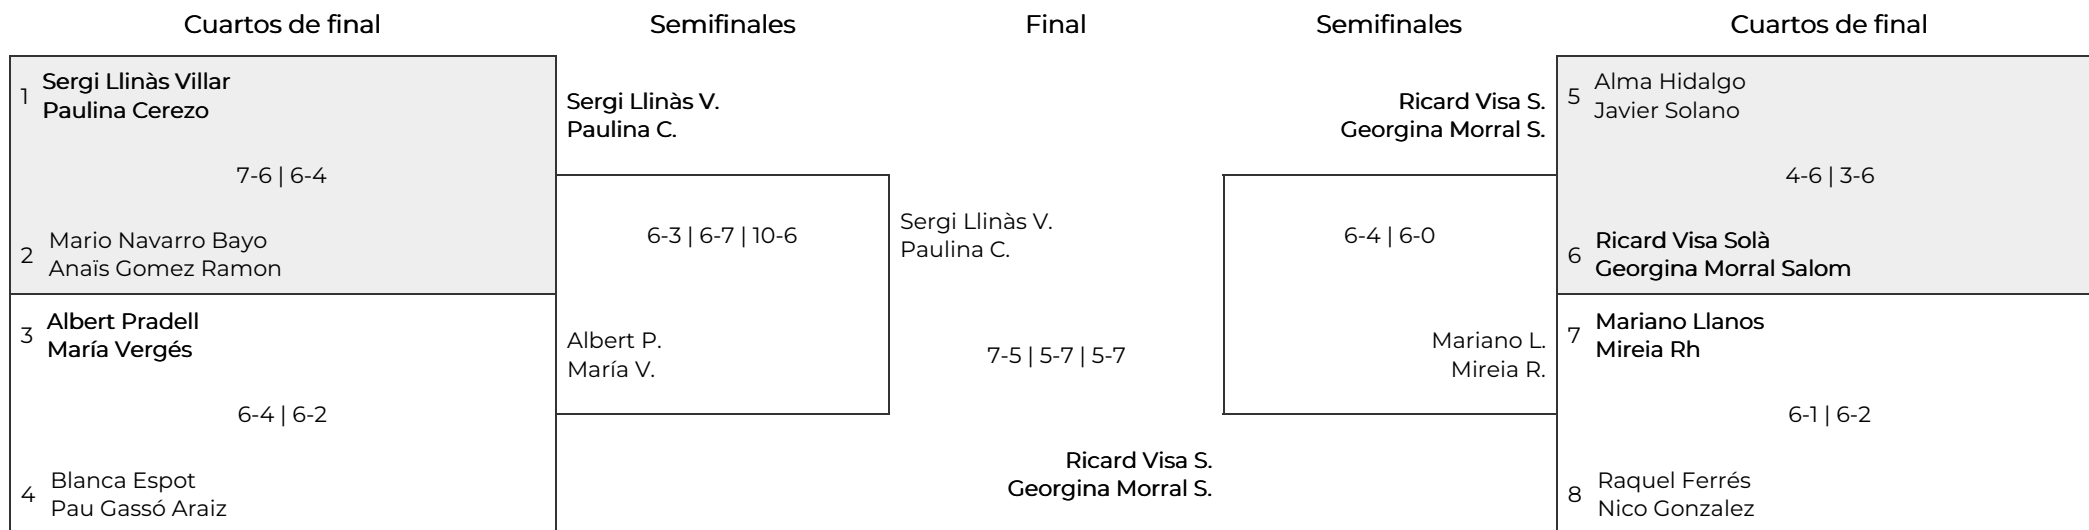 Cuartos de final
Semifinales
Final
Semifinales
Cuartos de final
1
Sergi Llinàs Villar
Paulina Cerezo
7-6 | 6-4
2
Mario Navarro Bayo
Anaïs Gomez Ramon
3
Albert Pradell
María Vergés
6-4 | 6-2
4
Blanca Espot
Pau Gassó Araiz
Sergi Llinàs V.
Paulina C.
6-3 | 6-7 | 10-6
Albert P.
María V.
Sergi Llinàs V.
Paulina C.
7-5 | 5-7 | 5-7
Ricard Visa S.
Georgina Morral S.
Ricard Visa S.
Georgina Morral S.
6-4 | 6-0
Mariano L.
Mireia R.
5
Alma Hidalgo
Javier Solano
4-6 | 3-6
6
Ricard Visa Solà
Georgina Morral Salom
7
Mariano Llanos
Mireia Rh
6-1 | 6-2
8
Raquel Ferrés
Nico Gonzalez